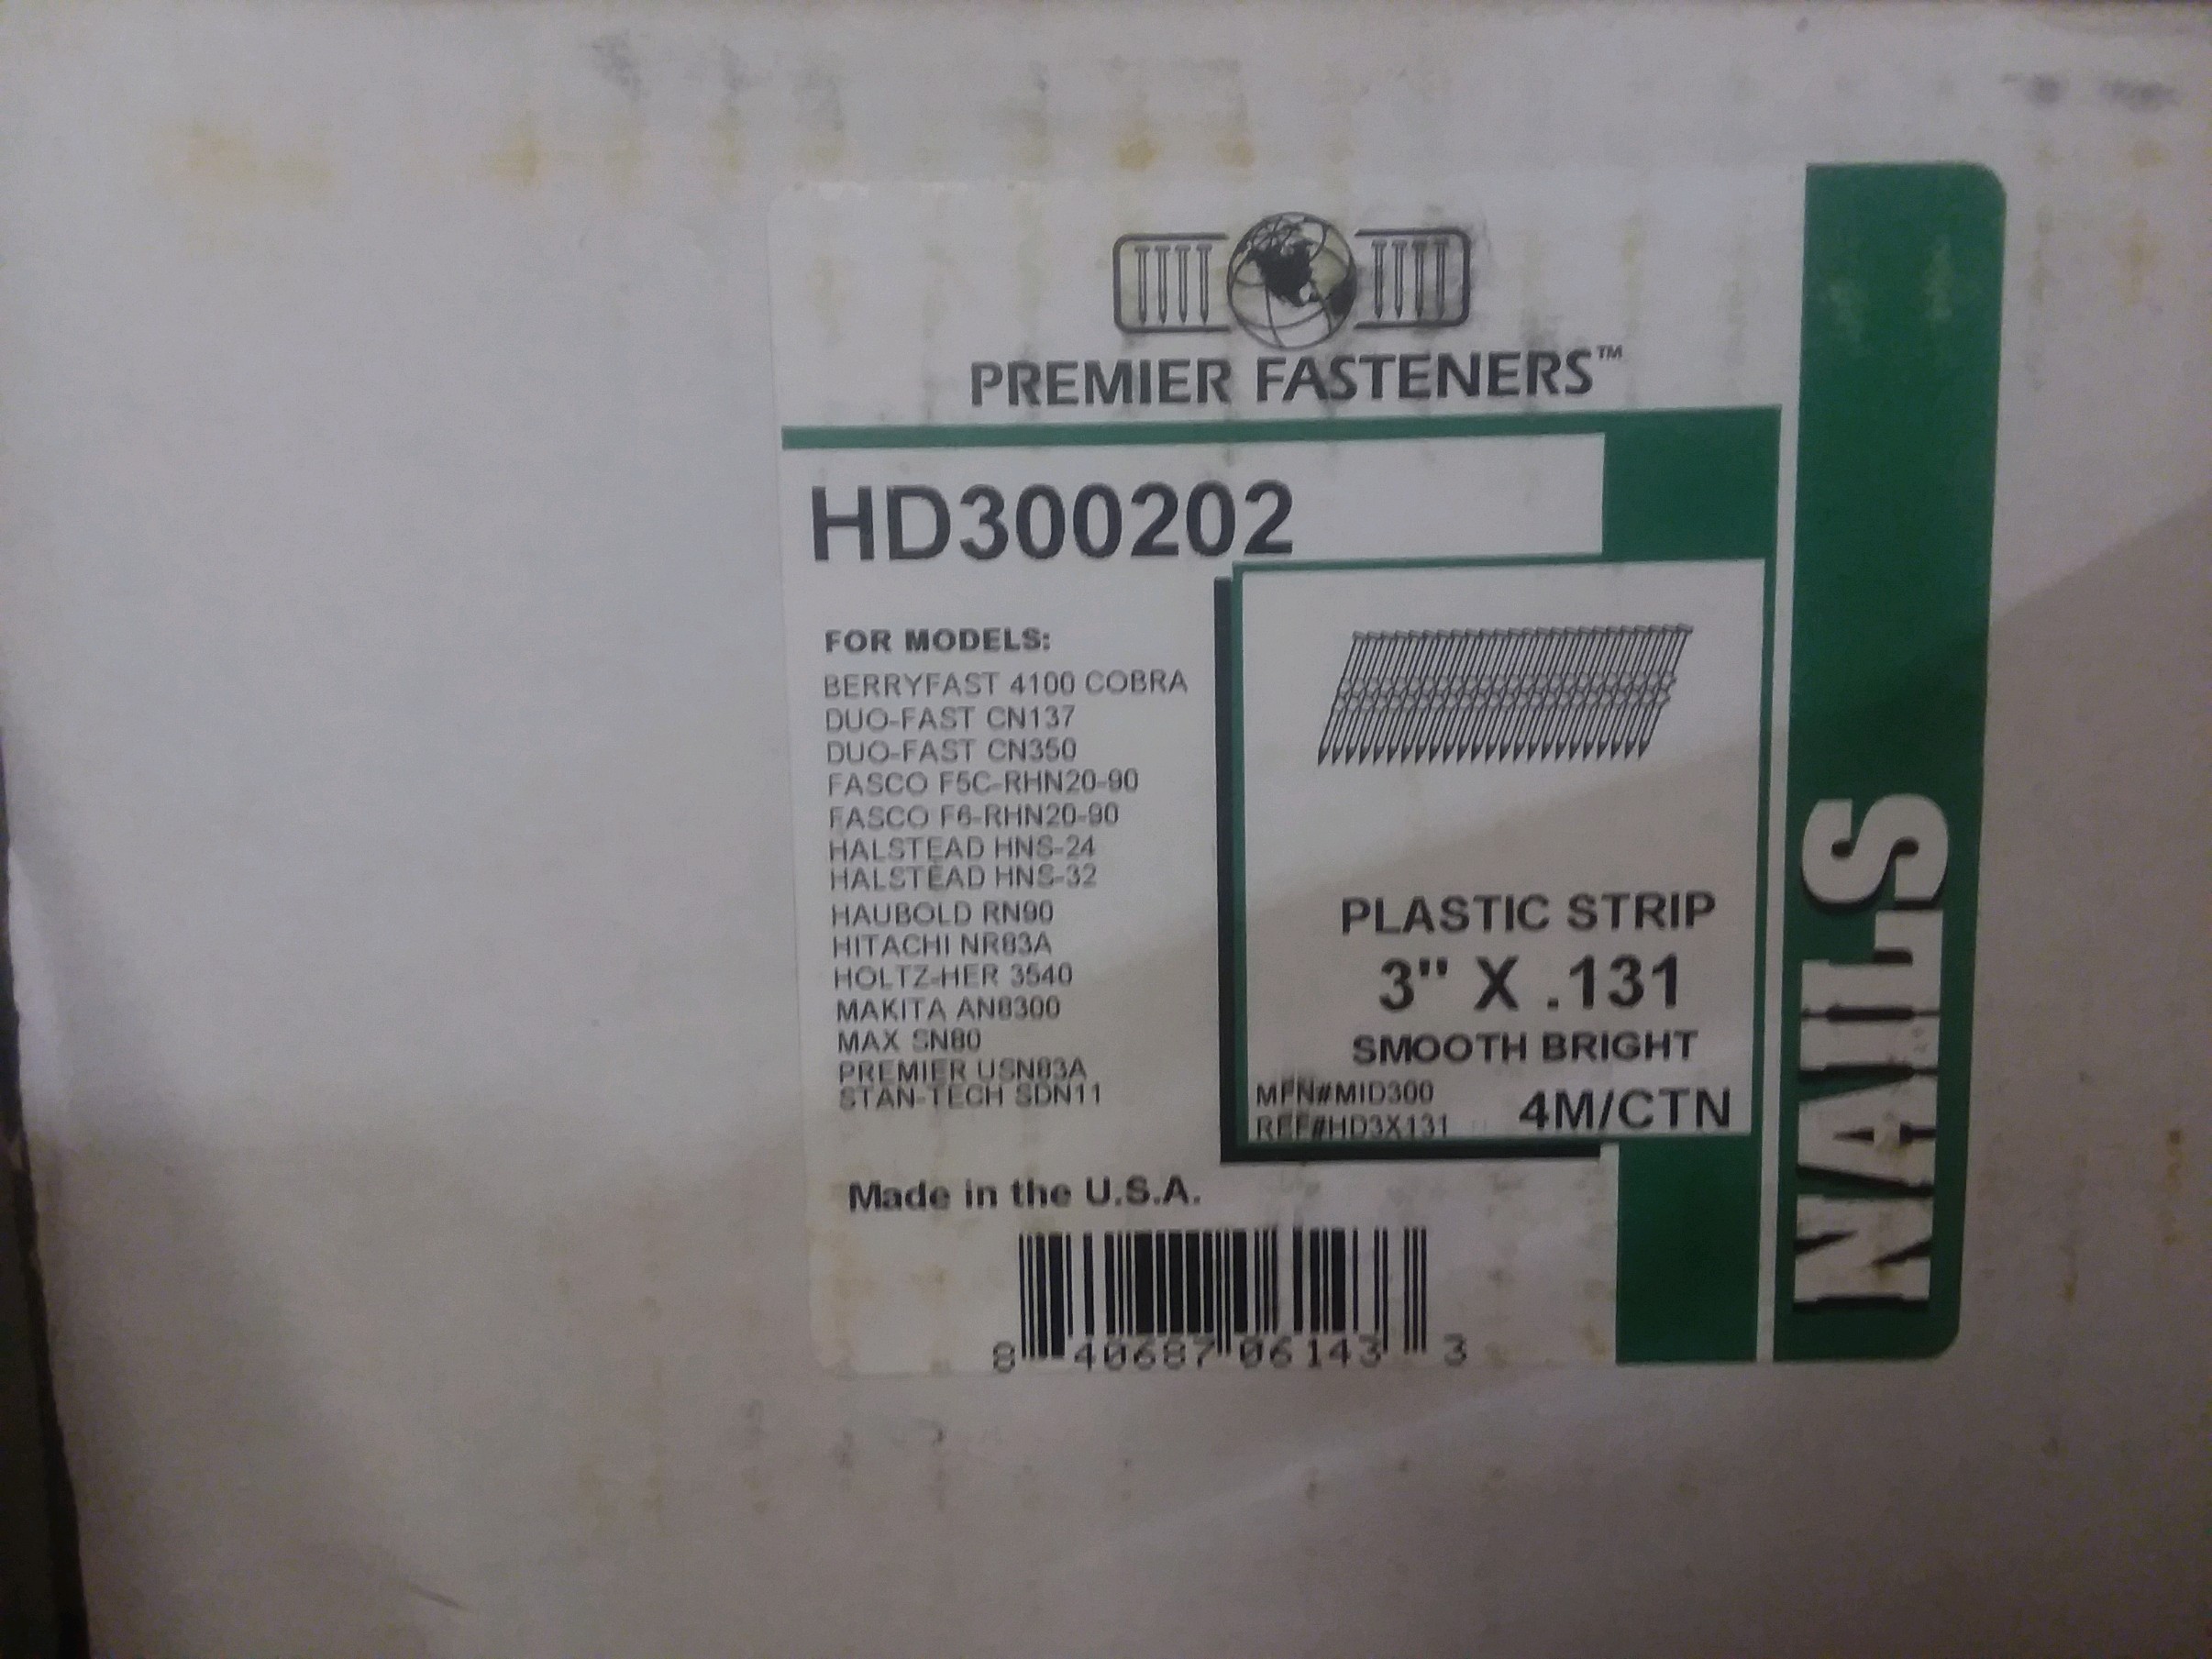 PREMIER FASTENERS™
HD300202
FOR MODELS:
BERRYFAST 4100 COBRA
DUO-FAST CN137
DUO-FAST CN350
FASCO F5C-RHN20-90
FASCO F6-RHN20-90
HALSTEAD HNS-24
HALSTEAD HNS-32
HAUBOLD RN90
HITACHI NR83A
HOLTZ-HER 3540
MAKITA AN8300
MAX SN80
PREMIER USN83A
STAN-TECH SDN11
PLASTIC STRIP
3" X .131
SMOOTH BRIGHT
MFN#MID300
REF#HD3X131
4M/CTN
Made in the U.S.A.
8 40687 06143 3
NAILS